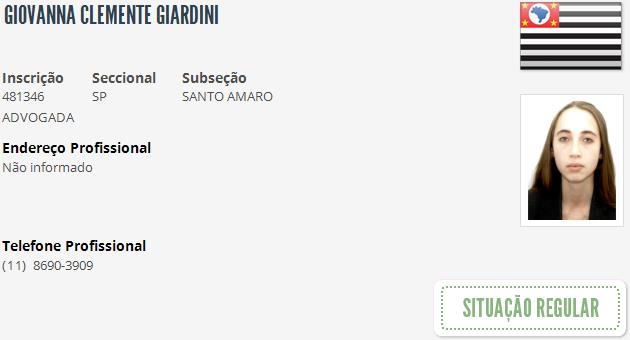 GIOVANNA CLEMENTE GIARDINI
Inscrição Seccional Subseção
481346 SP SANTO AMARO
ADVOGADA
Endereço Profissional
Não informado
Telefone Profissional
(11) 8690-3909
SITUAÇÃO REGULAR